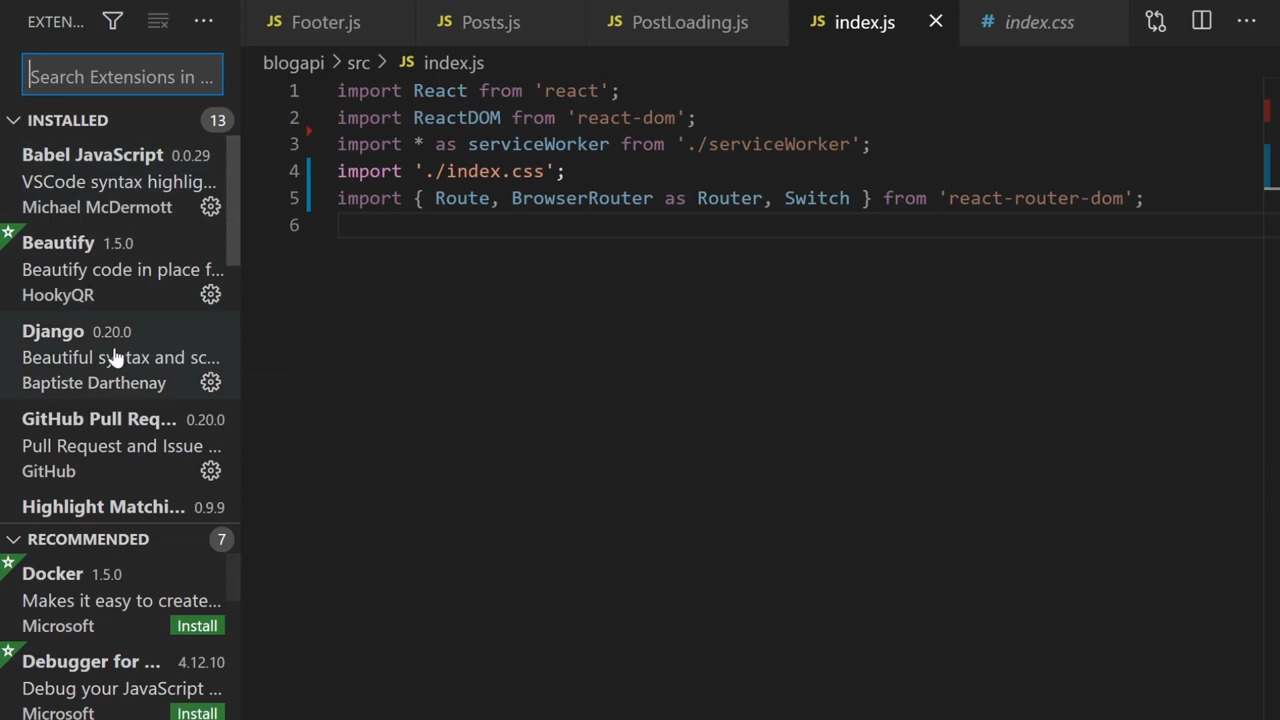 EXTEN...
Search Extensions in ...
INSTALLED 13
Babel JavaScript 0.0.29
VSCode syntax highlig...
Michael McDermott
Beautify 1.5.0
Beautify code in place f...
HookyQR
Django 0.20.0
Beautiful syntax and sc...
Baptiste Darthenay
GitHub Pull Req... 0.20.0
Pull Request and Issue ...
GitHub
Highlight Matchi... 0.9.9
RECOMMENDED 7
Docker 1.5.0
Makes it easy to create...
Microsoft Install
Debugger for ... 4.12.10
Debug your JavaScript ...
Microsoft Install
JS Footer.js JS Posts.js JS PostLoading.js JS index.js # index.css
blogapi > src > JS index.js
1 import React from 'react';
2 import ReactDOM from 'react-dom';
3 import * as serviceWorker from './serviceWorker';
4 import './index.css';
5 import { Route, BrowserRouter as Router, Switch } from 'react-router-dom';
6